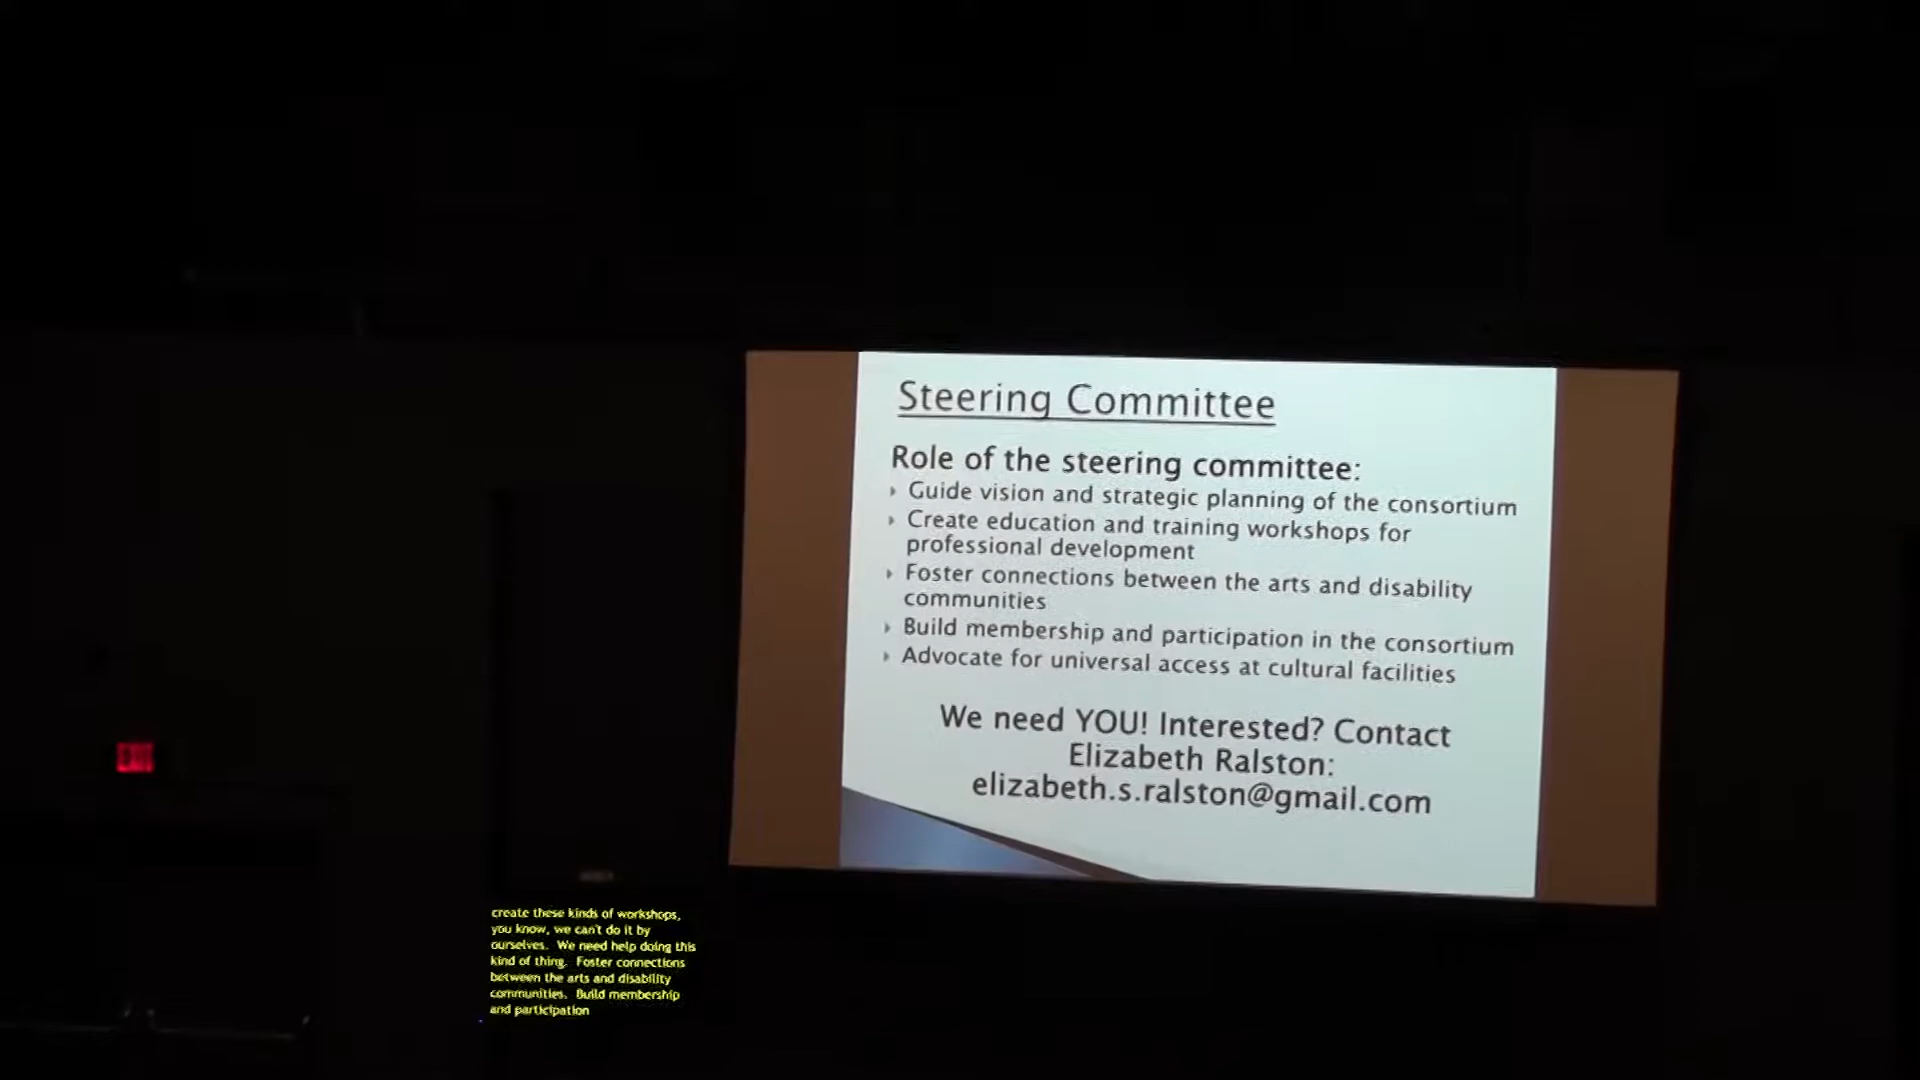 Steering Committee
Role of the steering committee:
Guide vision and strategic planning of the consortium
Create education and training workshops for
professional development
Foster connections between the arts and disability
communities
Build membership and participation in the consortium
Advocate for universal access at cultural facilities
We need YOU! Interested? Contact
Elizabeth Ralston:
elizabeth.s.ralston@gmail.com
EXIT
create these kinds of workshops,
you know, we can't do it by
ourselves. We need help doing this
kind of thing. Foster connections
between the arts and disability
communities. Build membership
and participation